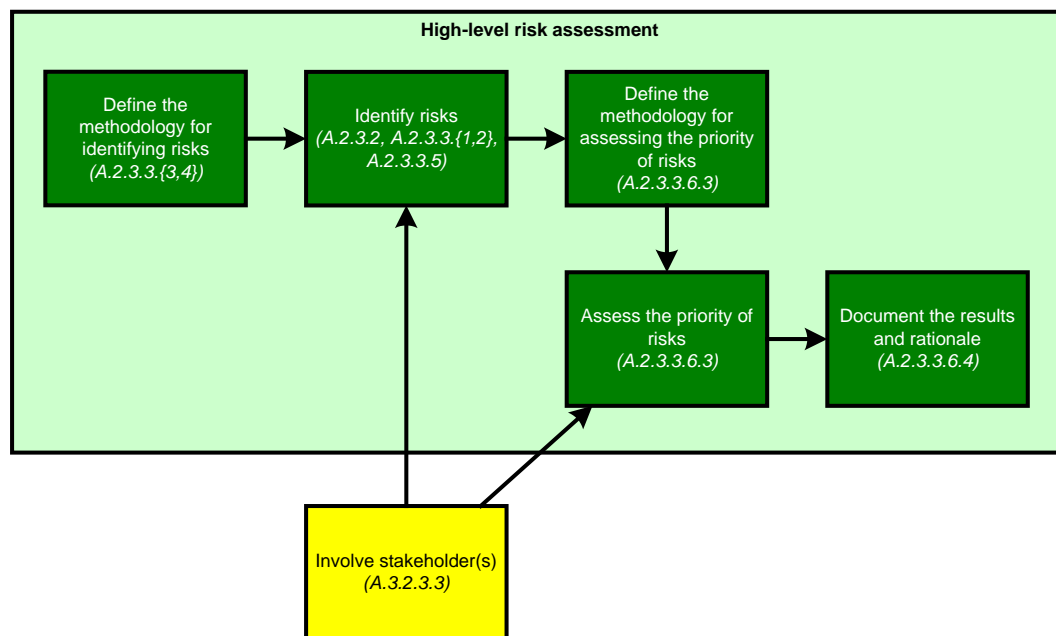 High-level risk assessment
Define the
methodology for
identifying risks
(A.2.3.3.{3,4})
Identify risks
(A.2.3.2, A.2.3.3.{1,2},
A.2.3.3.5)
Define the
methodology for
assessing the priority
of risks
(A.2.3.3.6.3)
Assess the priority of
risks
(A.2.3.3.6.3)
Document the results
and rationale
(A.2.3.3.6.4)
Involve stakeholder(s)
(A.3.2.3.3)